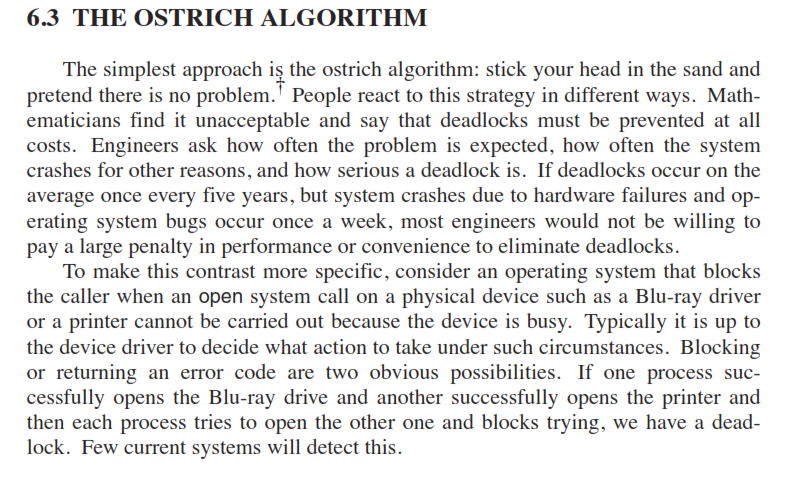 6.3 THE OSTRICH ALGORITHM
The simplest approach is the ostrich algorithm: stick your head in the sand and
pretend there is no problem.† People react to this strategy in different ways. Math-
ematicians find it unacceptable and say that deadlocks must be prevented at all
costs. Engineers ask how often the problem is expected, how often the system
crashes for other reasons, and how serious a deadlock is. If deadlocks occur on the
average once every five years, but system crashes due to hardware failures and op-
erating system bugs occur once a week, most engineers would not be willing to
pay a large penalty in performance or convenience to eliminate deadlocks.
To make this contrast more specific, consider an operating system that blocks
the caller when an open system call on a physical device such as a Blu-ray driver
or a printer cannot be carried out because the device is busy. Typically it is up to
the device driver to decide what action to take under such circumstances. Blocking
or returning an error code are two obvious possibilities. If one process suc-
cessfully opens the Blu-ray drive and another successfully opens the printer and
then each process tries to open the other one and blocks trying, we have a dead-
lock. Few current systems will detect this.